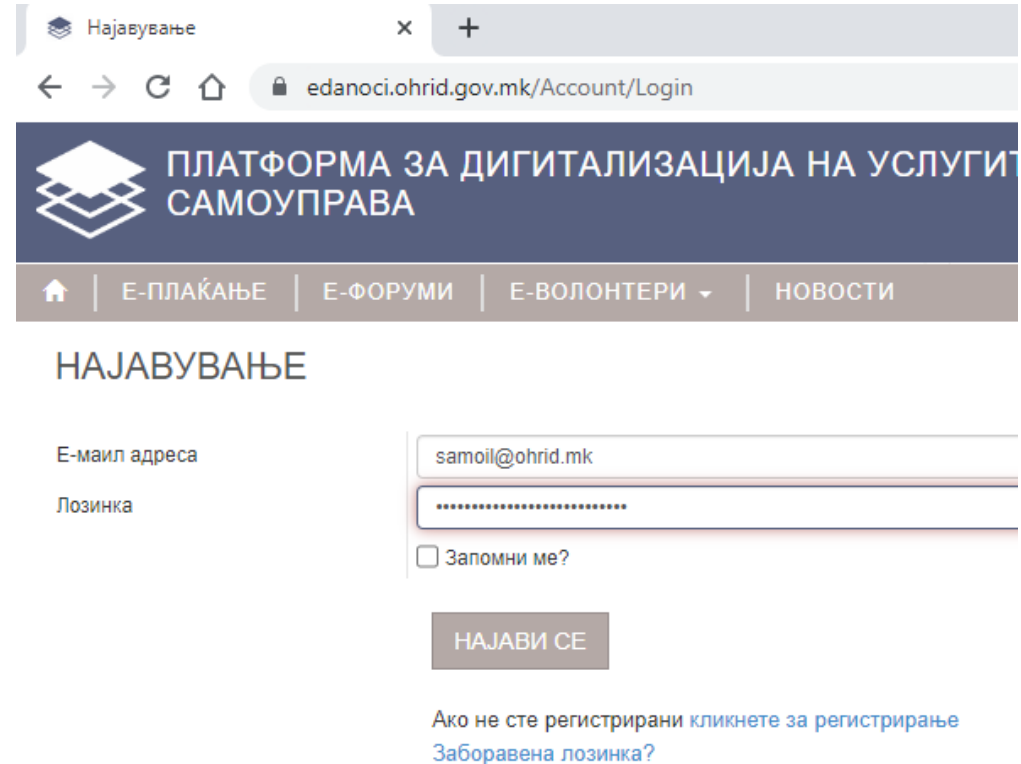 Најавување
edanoci.ohrid.gov.mk/Account/Login
ПЛАТФОРМА ЗА ДИГИТАЛИЗАЦИЈА НА
САМОУПРАВА
Е-ПЛАЌАЊЕ Е-ФОРУМИ Е-ВОЛОНТЕРИ НОВОСТИ
НАЈАВУВАЊЕ
Е-маил адреса samoil@ohrid.mk
Лозинка
Запомни ме?
НАЈАВИ СЕ
Ако не сте регистрирани кликнете за регистрирање
Заборавена лозинка?